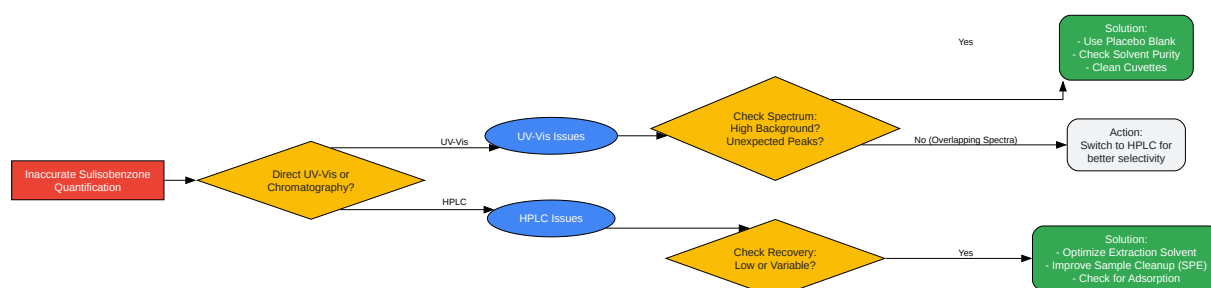 Inaccurate Sulisobenzone
Quantification
Direct UV-Vis or
Chromatography?
UV-Vis
HPLC
UV-Vis Issues
HPLC Issues
Check Spectrum:
High Background?
Unexpected Peaks?
Yes
No (Overlapping Spectra)
Solution:
- Use Placebo Blank
- Check Solvent Purity
- Clean Cuvettes
Action:
Switch to HPLC for
better selectivity
Check Recovery:
Low or Variable?
Yes
Solution:
- Optimize Extraction Solvent
- Improve Sample Cleanup (SPE)
- Check for Adsorption